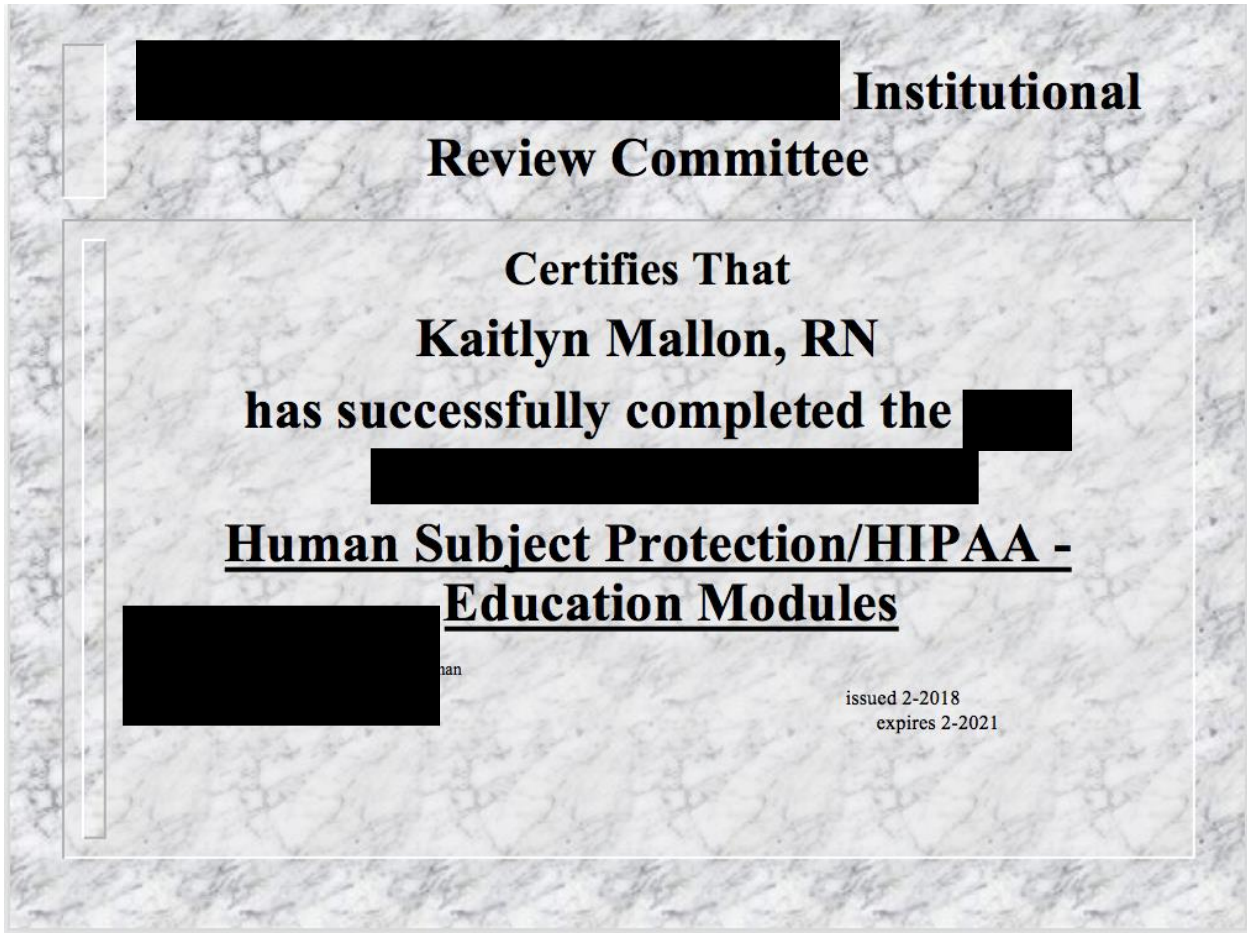 Institutional
Review Committee
Certifies That
Kaitlyn Mallon, RN
has successfully completed the
Human Subject Protection/HIPAA -
Education Modules
issued 2-2018
expires 2-2021